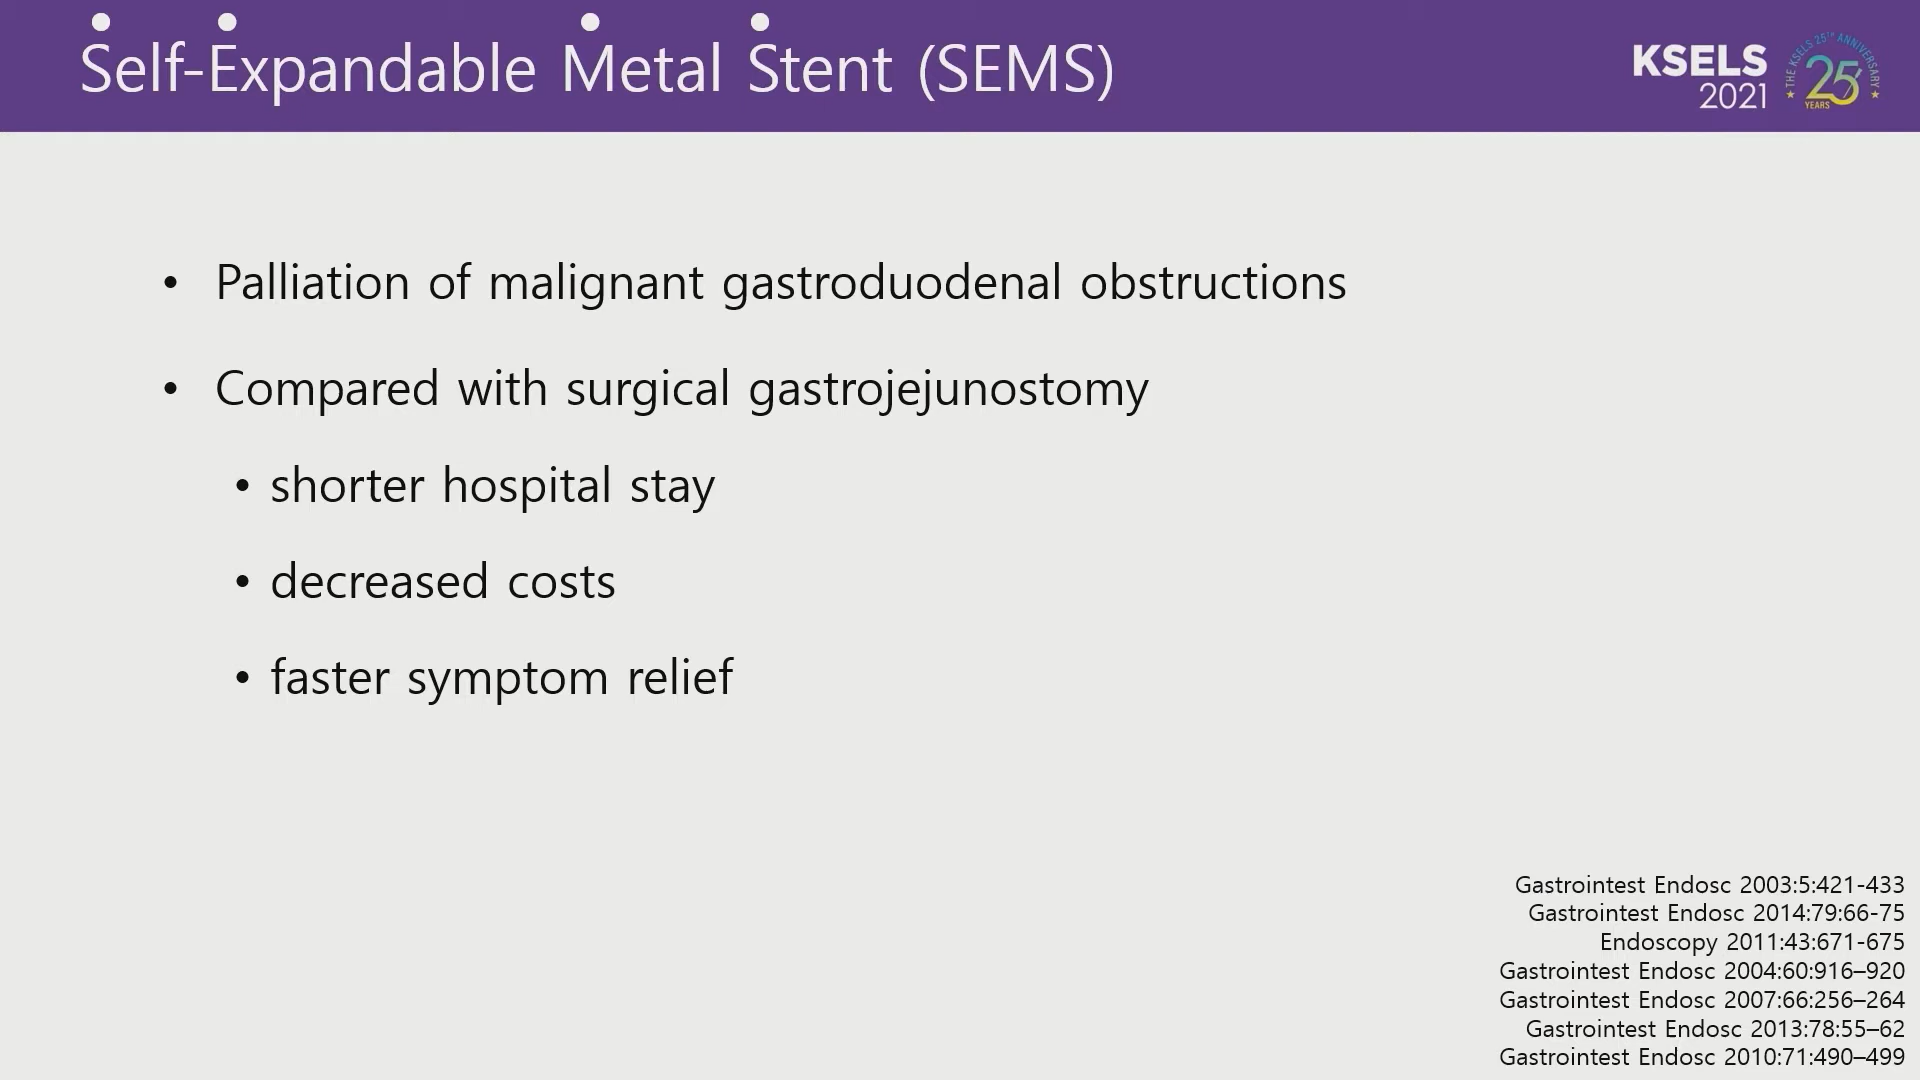 Self-Expandable Metal Stent (SEMS)
KSELS
2021
THE KSELS 25TH ANNIVERSARY
25
YEARS
• Palliation of malignant gastroduodenal obstructions
• Compared with surgical gastrojejunostomy
• shorter hospital stay
• decreased costs
• faster symptom relief
Gastrointest Endosc 2003:5:421-433
Gastrointest Endosc 2014:79:66-75
Endoscopy 2011:43:671-675
Gastrointest Endosc 2004:60:916–920
Gastrointest Endosc 2007:66:256–264
Gastrointest Endosc 2013:78:55–62
Gastrointest Endosc 2010:71:490–499